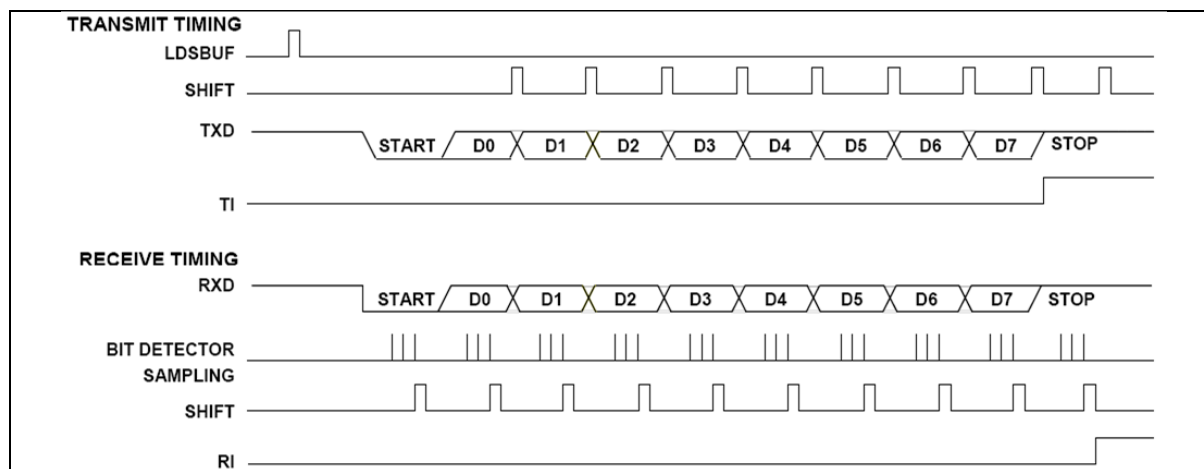 TRANSMIT TIMING
LDSBUF
SHIFT
TXD START D0 D1 D2 D3 D4 D5 D6 D7 STOP
TI
RECEIVE TIMING
RXD START D0 D1 D2 D3 D4 D5 D6 D7 STOP
BIT DETECTOR
SAMPLING
SHIFT
RI